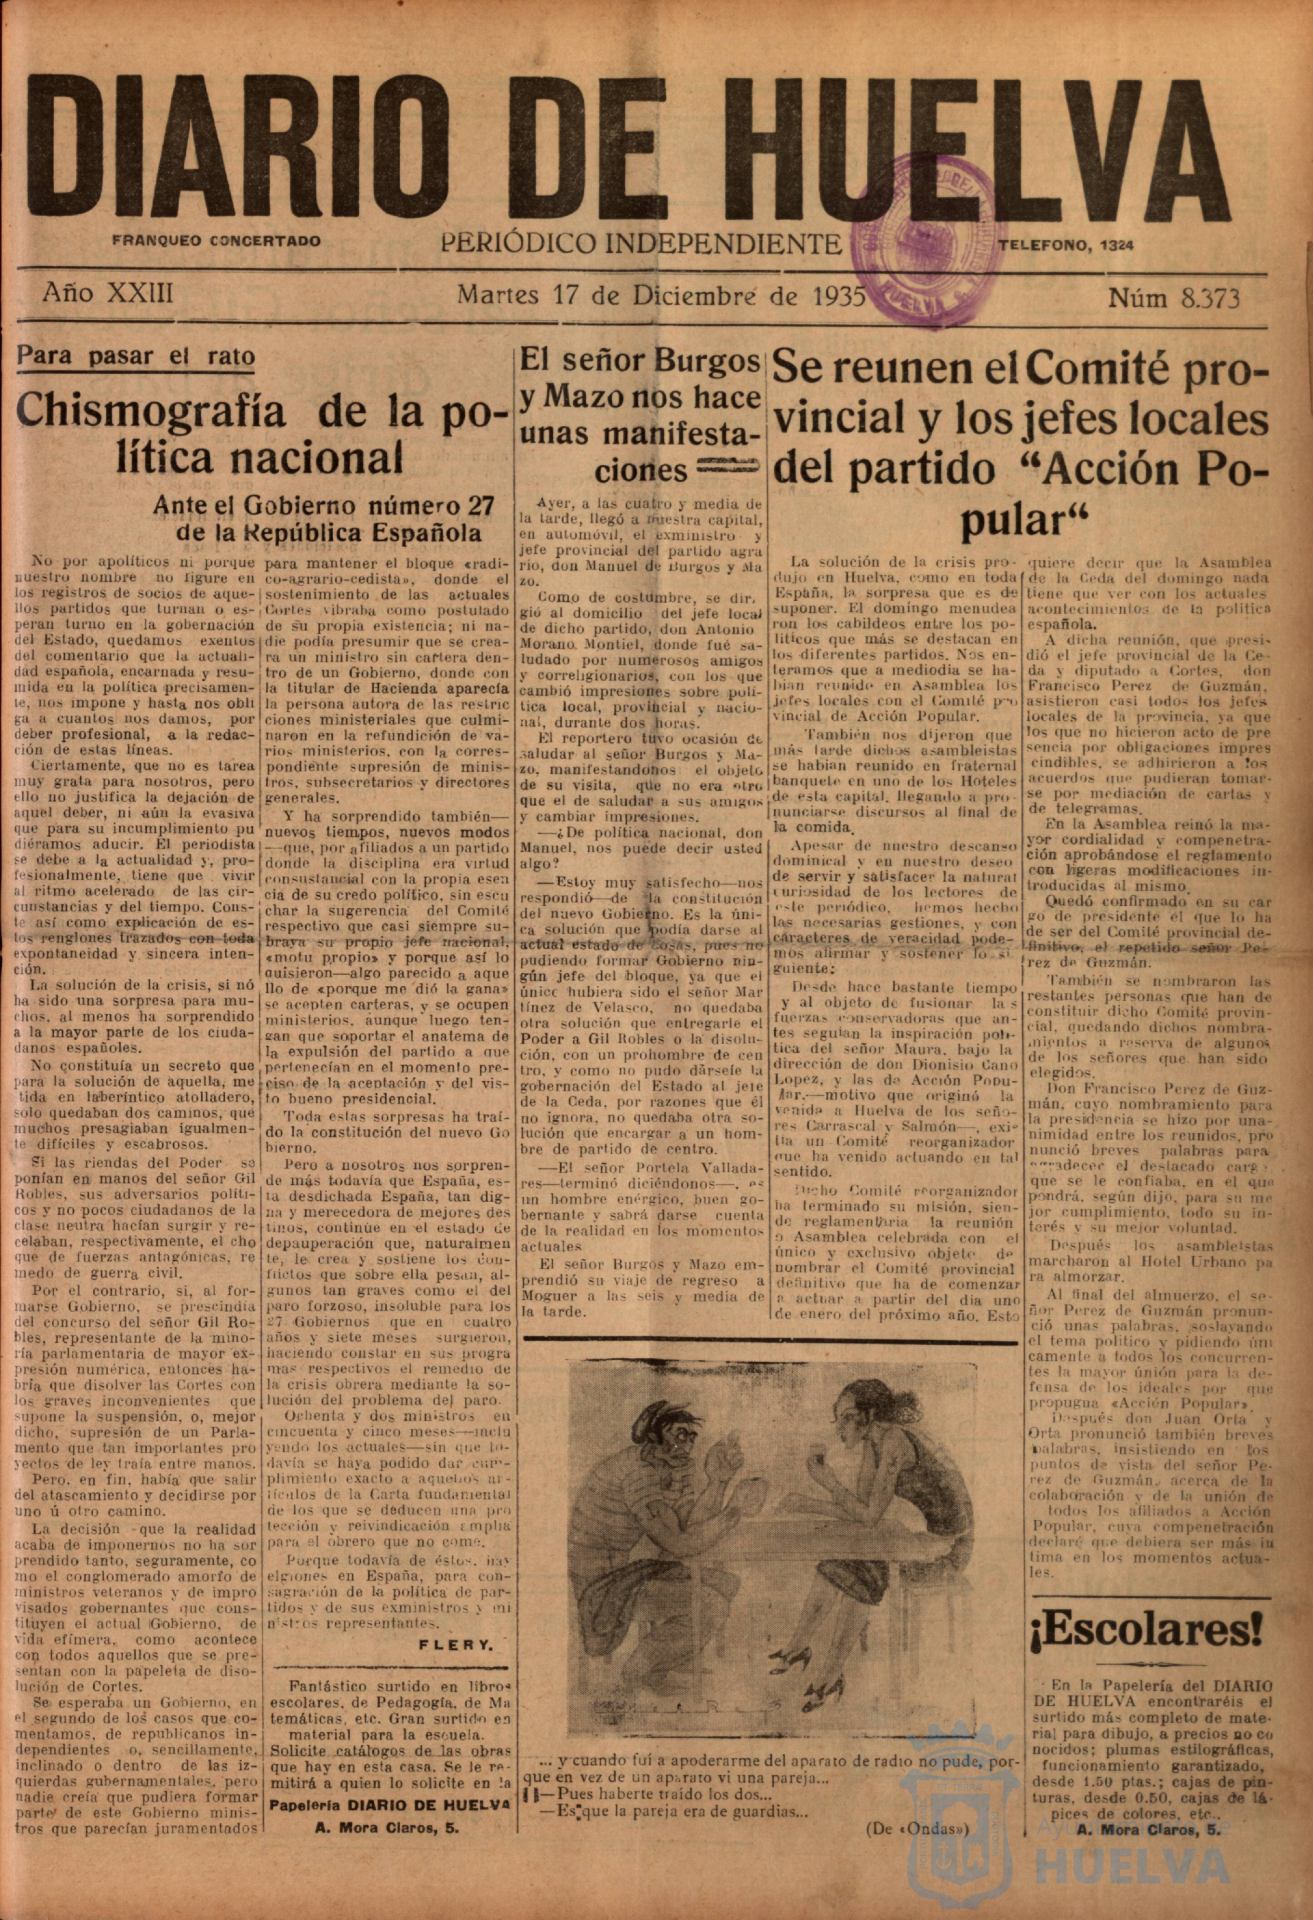 DIARIO DE HUELVA
FRANQUEO CONCERTADO
PERIÓDICO INDEPENDIENTE
TELEFONO, 1324
Año XXIII
Martes 17 de Diciembre de 1935
Núm 8.373
Para pasar el rato
Chismografía de la po-
lítica nacional
Ante el Gobierno número 27
de la República Española
No por apolíticos ni porque
nuestro nombre no figure en
los registros de socios de aque-
llos partidos que turnan o es-
peran turno en la gobernación
del Estado, quedamos exentos
del comentario que la actuali-
dad española, encarnada y resu-
mida en la política precisamen-
te, nos impone y hasta nos obli
ga a cuantos nos damos, por
deber profesional, a la redac-
ción de estas líneas.
Ciertamente, que no es tarea
muy grata para nosotros, pero
ello no justifica la dejación de
aquel deber, ni aún la evasiva
que para su incumplimiento pu
diéramos aducir. El periodista
se debe a la actualidad y, pro-
fesionalmente, tiene que vivir
al ritmo acelerado de las cir-
cunstancias y del tiempo. Cons-
te así como explicación de es-
tos renglones trazados con toda
expontaneidad y sincera inten-
ción.
La solución de la crisis, si nó
ha sido una sorpresa para mu-
chos, al menos ha sorprendido
a la mayor parte de los ciuda-
danos españoles.
No constituía un secreto que
para la solución de aquella, me
tida en laberíntico atolladero,
solo quedaban dos caminos, que
muchos presagiaban igualmen-
te difíciles y escabrosos.
Si las riendas del Poder se
ponían en manos del señor Gil
Robles, sus adversarios políti-
cos y no pocos ciudadanos de la
clase neutra hacían surgir y re-
celaban, respectivamente, el cho
que de fuerzas antagónicas, re
medo de guerra civil.
Por el contrario, si, al for-
marse Gobierno, se prescindía
del concurso del señor Gil Ro-
bles, representante de la mino-
ría parlamentaria de mayor ex-
presión numérica, entonces ha-
bría que disolver las Cortes con
los graves inconvenientes que
supone la suspensión, o, mejor
dicho, supresión de un Parla-
mento que tan importantes pro
yectos de ley traía entre manos.
Pero, en fin, había que salir
del atascamiento y decidirse por
uno ú otro camino.
La decisión -que la realidad
acaba de imponernos no ha sor
prendido tanto, seguramente, co
mo el conglomerado amorfo de
ministros veteranos y de impro
visados gobernantes que cons-
tituyen el actual Gobierno, de
vida efímera, como acontece
con todos aquellos que se pre-
sentan con la papeleta de diso-
lución de Cortes.
Se esperaba un Gobierno, en
el segundo de los casos que co-
mentamos, de republicanos in-
dependientes o, sencillamente,
inclinado o dentro de las iz-
quierdas gubernamentales, pero
nadie creía que pudiera formar
parte de este Gobierno minis-
tros que parecían juramentados
para mantener el bloque «radi-
co-agrario-cedista», donde el
sostenimiento de las actuales
Cortes vibraba como postulado
de su propia existencia; ni na-
die podía presumir que se crea-
ra un ministro sin cartera den-
tro de un Gobierno, donde con
la titular de Hacienda aparecía
la persona autora de las restric
ciones ministeriales que culmi-
naron en la refundición de va-
rios ministerios, con la corres-
pondiente supresión de minis-
tros, subsecretarios y directores
generales.
Y ha sorprendido también—
nuevos tiempos, nuevos modos
—que, por afiliados a un partido
donde la disciplina era virtud
consustancial con la propia esen
cia de su credo político, sin escu
char la sugerencia del Comité
respectivo que casi siempre su-
braya su propio jefe nacional,
«motu propio» y porque así lo
quisieron—algo parecido a aque
llo de «porque me dió la gana»
se acepten carteras, y se ocupen
ministerios, aunque luego ten-
gan que soportar el anatema de
la expulsión del partido a que
pertenecían en el momento pre-
ciso de la aceptación y del vis-
to bueno presidencial.
Toda estas sorpresas ha traí-
do la constitución del nuevo Go
bierno.
Pero a nosotros nos sorpren-
de más todavía que España, es-
ta desdichada España, tan dig-
na y merecedora de mejores des
tinos, continúe en el estado de
depauperación que, naturalmen
te, le crea y sostiene los con-
flictos que sobre ella pesan, al-
gunos tan graves como el del
paro forzoso, insoluble para los
27 Gobiernos que en cuatro
años y siete meses surgieron,
haciendo constar en sus progra
mas respectivos el remedio de
la crisis obrera mediante la so-
lución del problema del paro.
Ochenta y dos ministros en
cincuenta y cinco meses—inclu
yendo los actuales—sin que to-
davía se haya podido dar cum-
plimiento exacto a aquellos ar-
tículos de la Carta fundamental
de los que se deducen una pro
tección y reivindicación amplia
para el obrero que no come.
Porque todavía de éstos, hay
elgiones en España, para con-
sagración de la política de par-
tidos y de sus exministros y mi
nistros representantes.
FLERY.
Fantástico surtido en libros
escolares, de Pedagogía, de Ma
temáticas, etc. Gran surtido en
material para la escuela.
Solicite catálogos de las obras
que hay en esta casa. Se le re-
mitirá a quien lo solicite en la
Papelería DIARIO DE HUELVA
A. Mora Claros, 5.
El señor Burgos
y Mazo nos hace
unas manifesta-
ciones
Ayer, a las cuatro y media de
la tarde, llegó a nuestra capital,
en automóvil, el exministro y
jefe provincial del partido agra
rio, don Manuel de Burgos y Ma
zo.
Como de costumbre, se dir.
gió al domicilio del jefe local
de dicho partido, don Antonio
Morano Montiel, donde fué sa-
ludado por numerosos amigos
y correligionarios, con los que
cambió impresiones sobre polí-
tica local, provincial y nacio-
nal, durante dos horas.
El reportero tuvo ocasión de
saludar al señor Burgos y Ma-
zo, manifestandonos el objeto
de su visita, que no era otro
que el de saludar a sus amigos
y cambiar impresiones.
—¿De política nacional, don
Manuel, nos puede decir usted
algo?
—Estoy muy satisfecho—nos
respondió—de la constitución
del nuevo Gobierno. Es la úni-
ca solución que podía darse al
actual estado de cosas, pues no
pudiendo formar Gobierno nin-
gún jefe del bloque, ya que el
único hubiera sido el señor Mar
tínez de Velasco, no quedaba
otra solución que entregarle el
Poder a Gil Robles o la disolu-
ción, con un prohombre de cen
tro, y como no pudo dársele la
gobernación del Estado al jefe
de la Ceda, por razones que él
no ignora, no quedaba otra so-
lución que encargar a un hom-
bre de partido de centro.
—El señor Portela Vallada-
res—terminó diciéndonos—, es
un hombre enérgico, buen go-
bernante y sabrá darse cuenta
de la realidad en los momentos
actuales
El señor Burgos y Mazo em-
prendió su viaje de regreso a
Moguer a las seis y media de
la tarde.
Se reunen el Comité pro-
vincial y los jefes locales
del partido “Acción Po-
pular“
La solución de la crisis pro-
dujo en Huelva, como en toda
España, la sorpresa que es de
suponer. El domingo menudea
ron los cabildeos entre los po-
líticos que más se destacan en
los diferentes partidos. Nos en-
teramos que a mediodia se ha-
bían reunido en Asamblea los
jefes locales con el Comité pro
vincial de Acción Popular.
También nos dijeron que
más tarde dichos asambleistas
se habían reunido en fraternal
banquete en uno de los Hoteles
de esta capital, llegando a pro-
nunciarse discursos al final de
la comida.
Apesar de nuestro descanso
dominical y en nuestro deseo
de servir y satisfacer la natural
curiosidad de los lectores de
este periódico, hemos hecho
las necesarias gestiones, y con
carácteres de veracidad pode-
mos afirmar y sostener lo si
guiente:
Desde hace bastante tiempo
y al objeto de fusionar las
fuerzas conservadoras que an-
tes seguían la inspiración polí-
tica del señor Maura, bajo la
dirección de don Dionisio Cano
Lopez, y las de Acción Popu-
lar,—motivo que originó la
venida a Huelva de los seño-
res Carrascal y Salmón—, exis
tía un Comité reorganizador
que ha venido actuando en tal
sentido.
Dicho Comité reorganizador
ha terminado su misión, sien-
de reglamentaria la reunión
o Asamblea celebrada con el
único y exclusivo objeto de
nombrar el Comité provincial
definitivo que ha de comenzar
a actuar a partir del dia uno
de enero del próximo año. Esto
quiere decir que la Asamblea
de la Ceda del domingo nada
tiene que ver con los actuales
acontecimientos de la política
española.
A dicha reunión, que presi-
dió el jefe provincial de la Ce-
da y diputado a Cortes, don
Francisco Perez de Guzmán,
asistieron casi todos los jefes
locales de la provincia, ya que
los que no hicieron acto de pre
sencia por obligaciones impres
cindibles, se adhirieron a los
acuerdos que pudieran tomar-
se por mediación de cartas y
de telegramas.
En la Asamblea reinó la ma-
yor cordialidad y compenetra-
ción aprobándose el reglamento
con ligeras modificaciones in-
troducidas al mismo.
Quedó confirmado en su car
go de presidente el que lo ha
de ser del Comité provincial de-
finitivo, el repetido señor Pe-
rez de Guzmán.
También se nombraron las
restantes personas que han de
constituir dicho Comité provin-
cial, quedando dichos nombra-
mientos a reserva de algunos
de los señores que han sido
elegidos.
Don Francisco Perez de Guz-
mán, cuyo nombramiento para
la presidencia se hizo por una-
nimidad entre los reunidos, pro
nunció breves palabras para
agradecer el destacado cargo
que se le confiaba, en el que
pondrá, según dijo, para su me
jor cumplimiento, todo su in-
terés y su mejor voluntad.
Después los asambleistas
marcharon al Hotel Urbano pa
ra almorzar.
Al final del almuerzo, el se-
ñor Perez de Guzmán pronun-
ció unas palabras, soslayando
el tema político y pidiendo úni
camente a todos los concurren-
tes la mayor únión para la de-
fensa de los ideales por que
propugua «Acción Popular».
Después don Juan Orta y
Orta pronunció también breves
palabras, insistiendo en los
puntos de vista del señor Pe-
rez de Guzmán, acerca de la
colaboración y de la unión de
todos los afiliados a Acción
Popular, cuya compenetración
declaró que debiera ser más ín
tima en los momentos actua-
les.
... y cuando fuí a apoderarme del aparato de radio no pude, por-
que en vez de un aparato vi una pareja...
—Pues haberte traído los dos...
—Es que la pareja era de guardias...
(De «Ondas»)
¡Escolares!
En la Papelería del DIARIO
DE HUELVA encontraréis el
surtido más completo de mate-
rial para dibujo, a precios no co
nocidos; plumas estilográficas,
funcionamiento garantizado,
desde 1.50 ptas.; cajas de pin-
turas, desde 0.50, cajas de lá-
pices de colores, etc..
A. Mora Claros, 5.
HUELVA